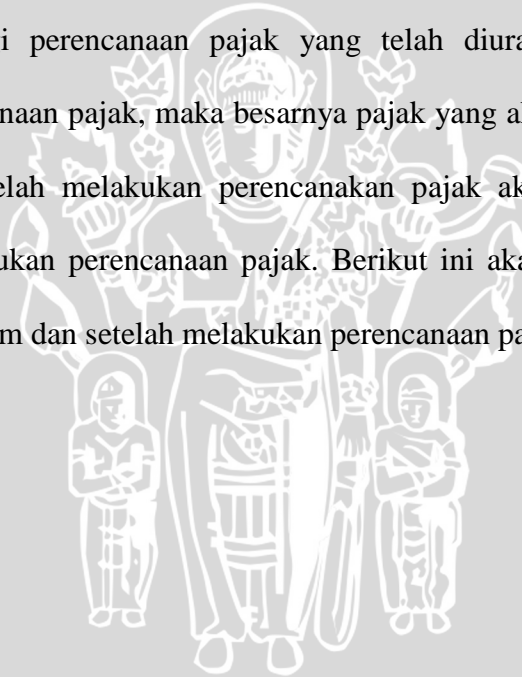 i perencanaan pajak yang telah diura
naan pajak, maka besarnya pajak yang a
elah melakukan perencanakan pajak ak
ukan perencanaan pajak. Berikut ini aka
m dan setelah melakukan perencanaan pa